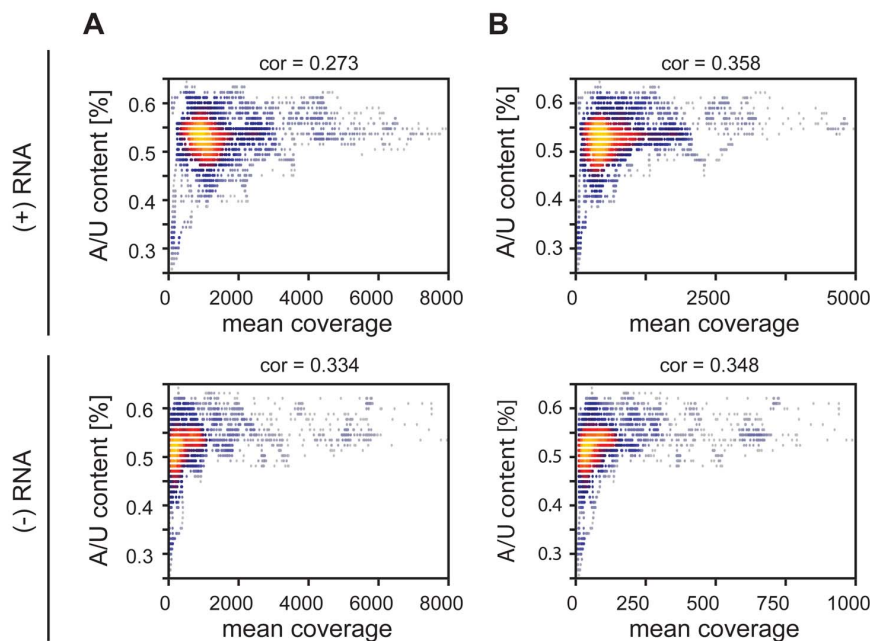 A
B
(+) RNA
cor = 0.273
A/U content [%]
0.6
0.5
0.4
0.3
0 2000 4000 6000 8000
mean coverage
cor = 0.358
A/U content [%]
0.6
0.5
0.4
0.3
0 2500 5000
mean coverage
(-) RNA
cor = 0.334
A/U content [%]
0.6
0.5
0.4
0.3
0 2000 4000 6000 8000
mean coverage
cor = 0.348
A/U content [%]
0.6
0.5
0.4
0.3
0 250 500 750 1000
mean coverage